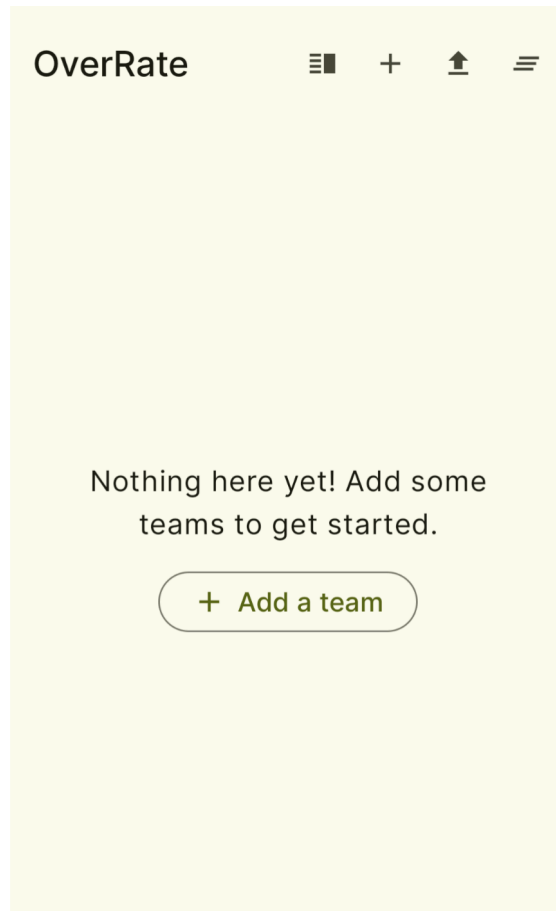 OverRate
Nothing here yet! Add some
teams to get started.
+ Add a team